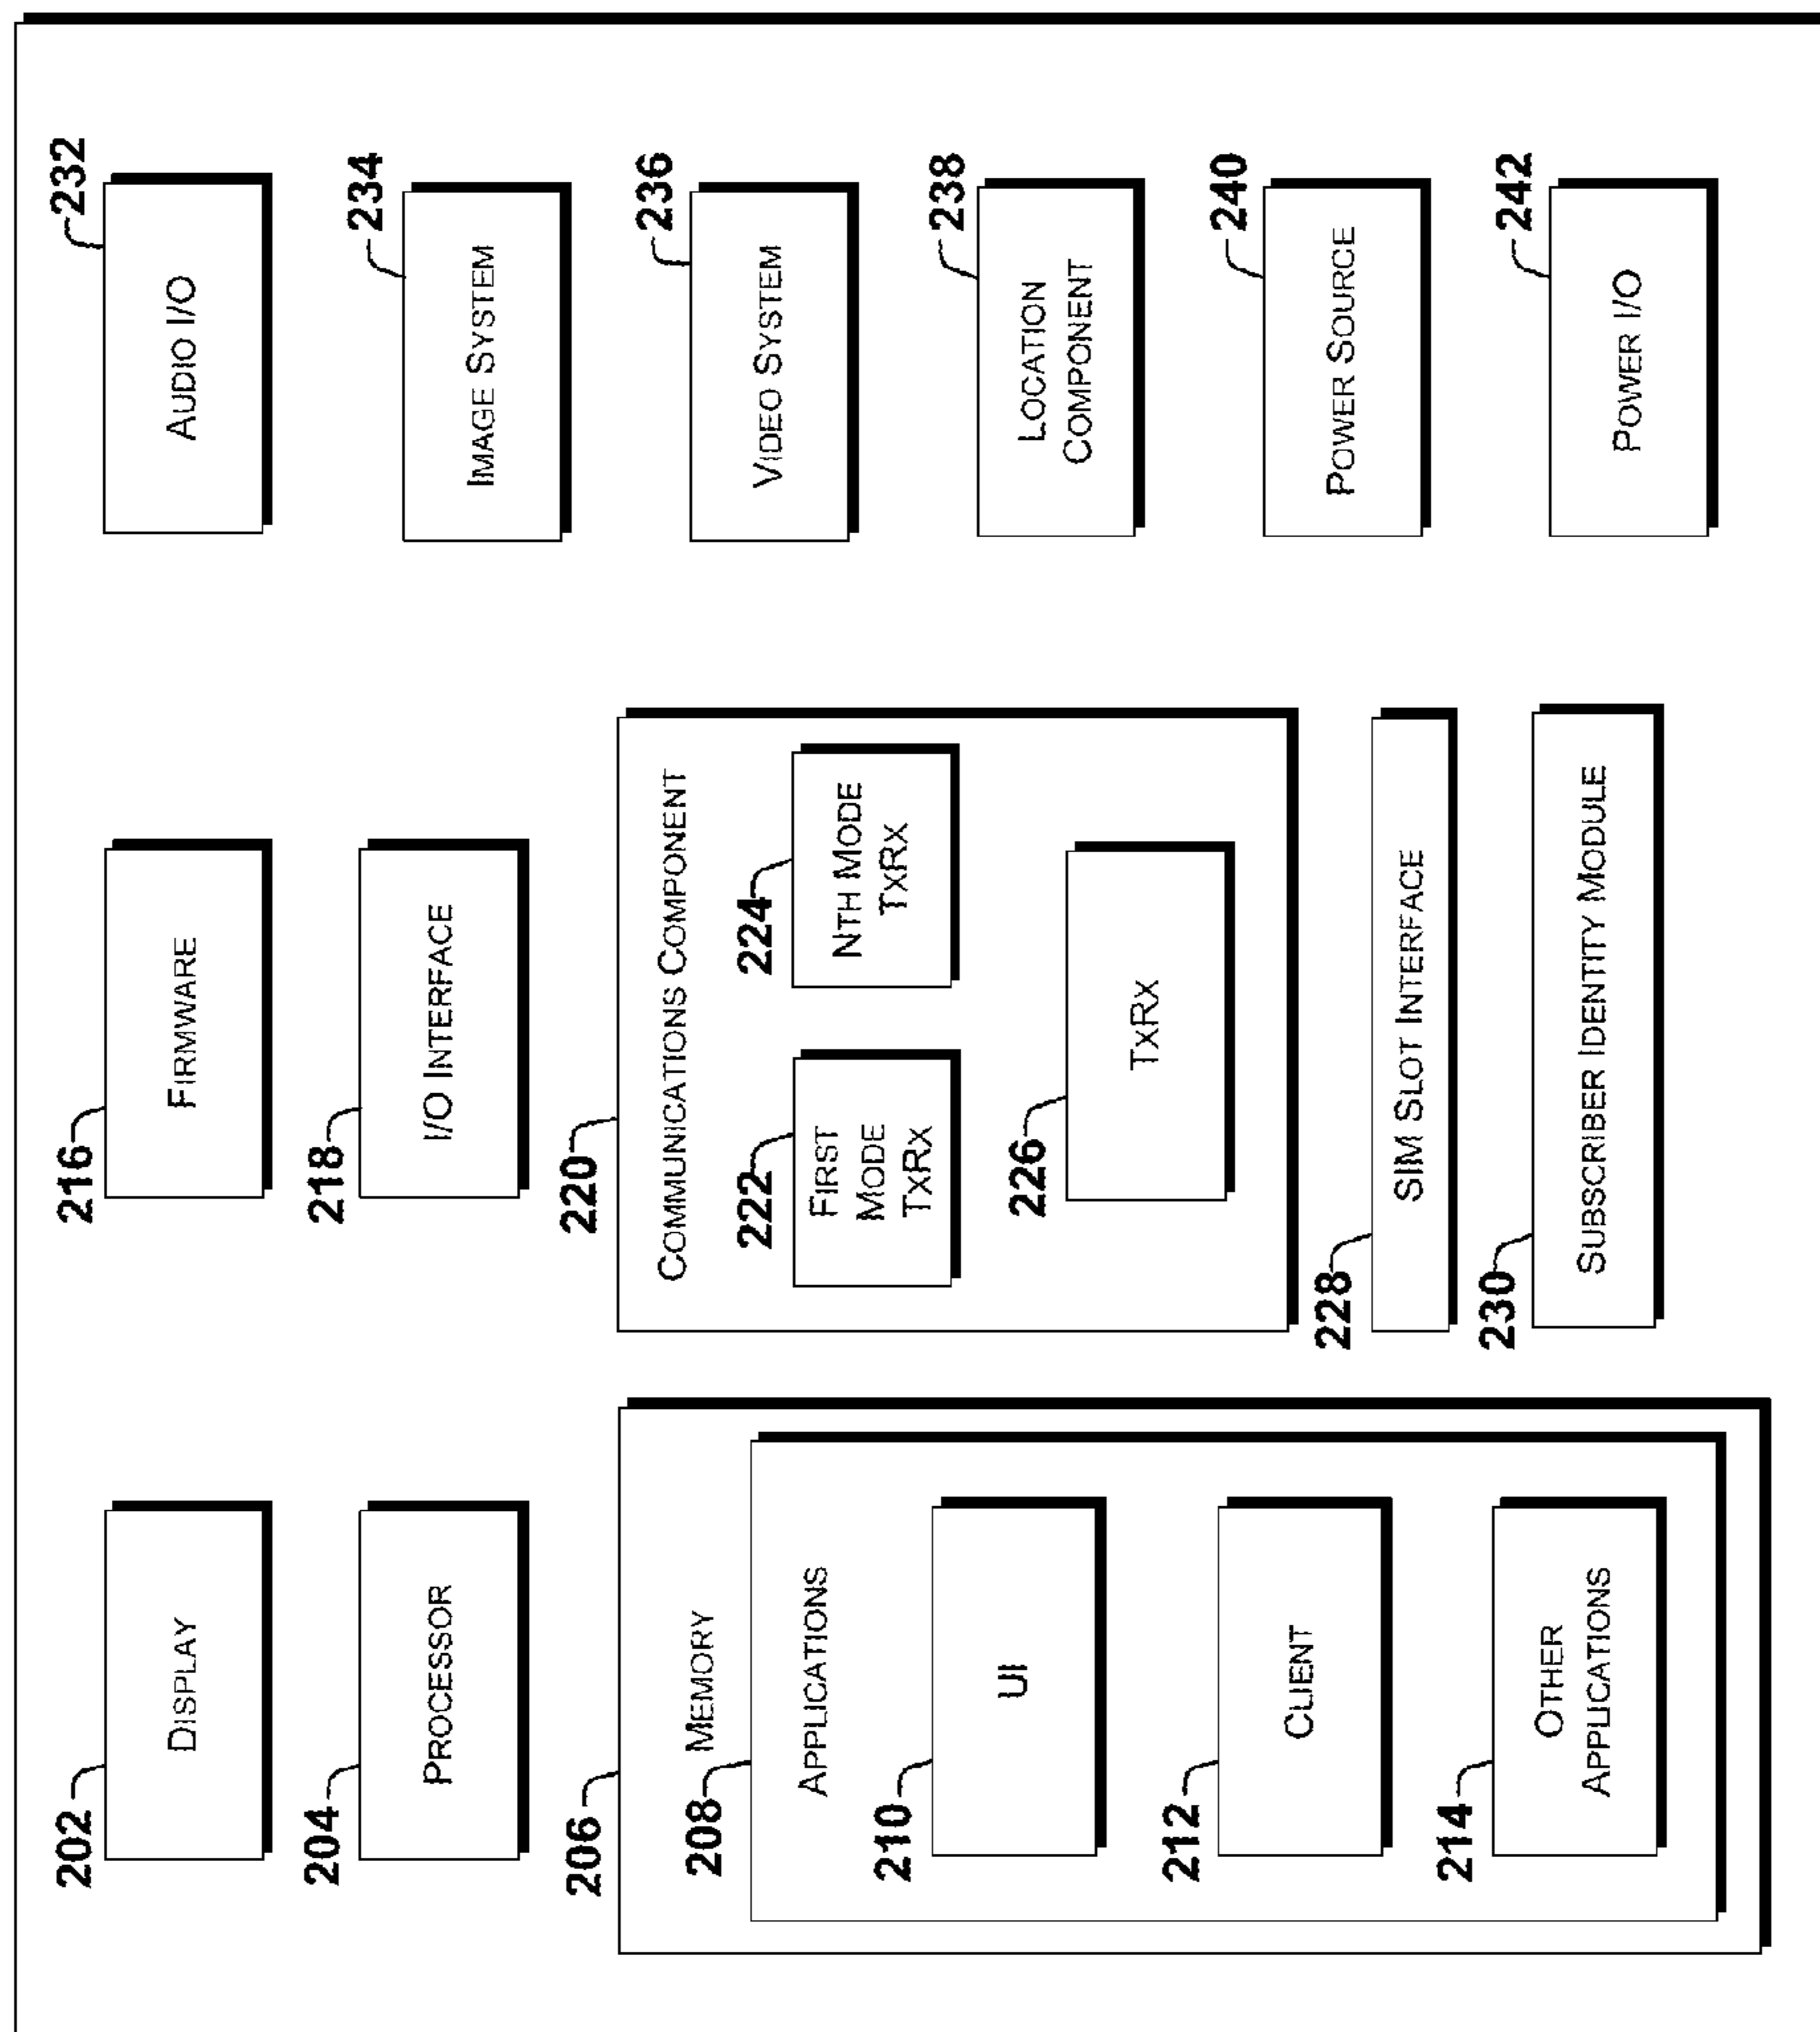 202
DISPLAY
204
PROCESSOR
206
MEMORY
208
APPLICATIONS
210
UI
212
CLIENT
214
OTHER
APPLICATIONS
216
FIRMWARE
218
I/O INTERFACE
220
COMMUNICATIONS COMPONENT
222
FIRST
MODE
TXRX
224
NTH MODE
TXRX
226
TXRX
228
SIM SLOT INTERFACE
230
SUBSCRIBER IDENTITY MODULE
232
AUDIO I/O
234
IMAGE SYSTEM
236
VIDEO SYSTEM
238
LOCATION
COMPONENT
240
POWER SOURCE
242
POWER I/O